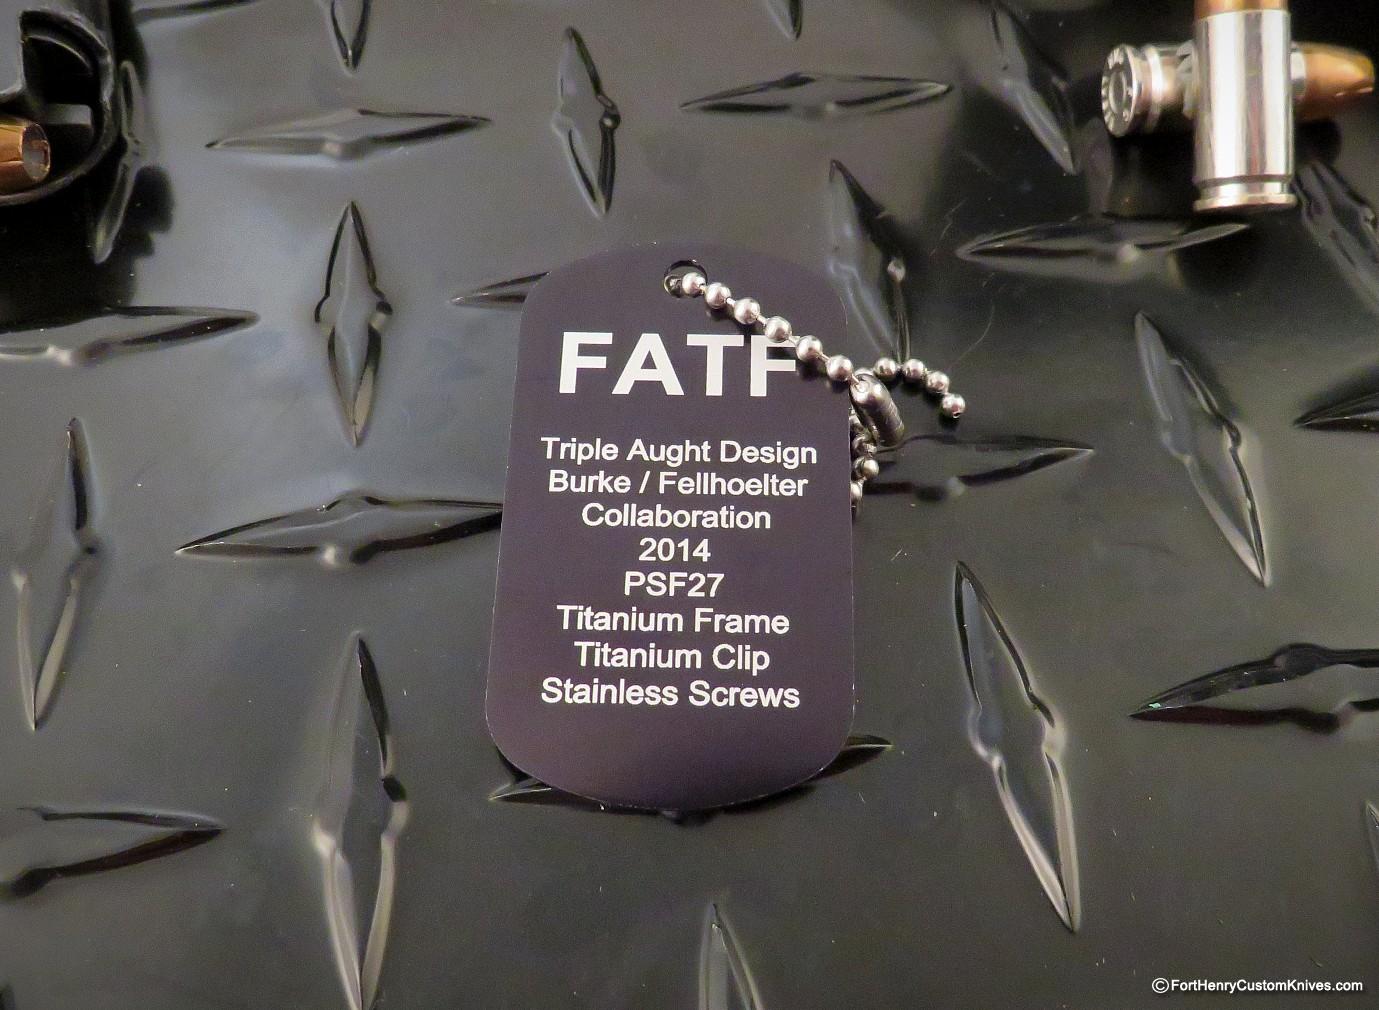 FATF
Triple Aught Design
Burke / Fellhoelter
Collaboration
2014
PSF27
Titanium Frame
Titanium Clip
Stainless Screws
©FortHenryCustomKnives.com